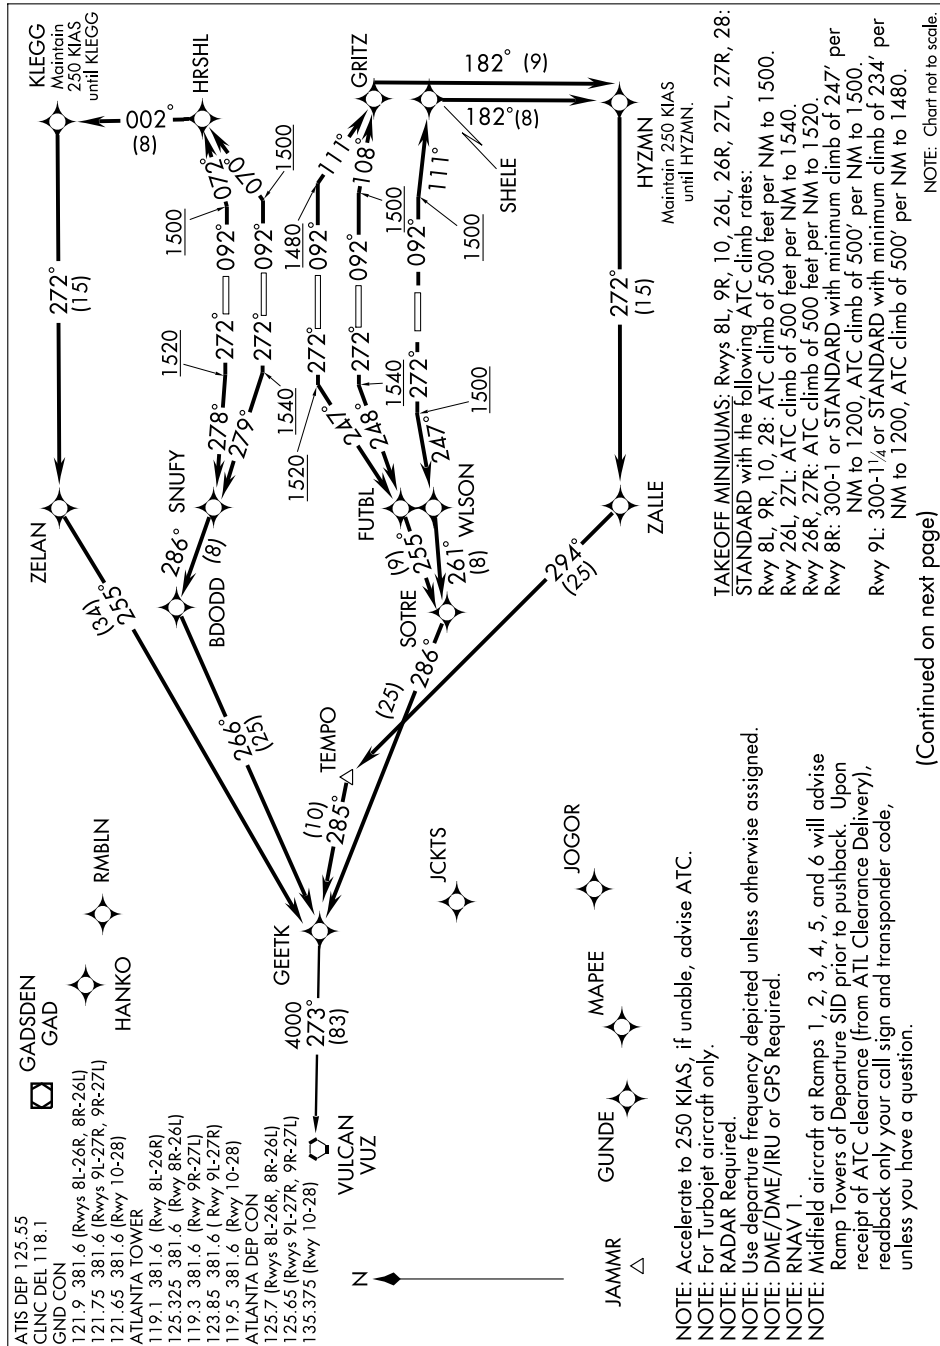 ATIS DEP 125.55
CLNC DEL 118.1
GND CON
121.9 381.6 (Rwys 8L-26R, 8R-26L)
121.75 381.6 (Rwys 9L-27R, 9R-27L)
121.65 381.6 (Rwy 10-28)
ATLANTA TOWER
119.1 381.6 (Rwy 8L-26R)
125.325 381.6 (Rwy 8R-26L)
119.3 381.6 (Rwy 9R-27L)
123.85 381.6 ( Rwy 9L-27R)
119.5 381.6 (Rwy 10-28)
ATLANTA DEP CON
125.7 (Rwys 8L-26R, 8R-26L)
125.65 (Rwys 9L-27R, 9R-27L)
135.375 (Rwy 10-28)
GADSDEN
GAD
HANKO
RMBLN
ZELAN
KLEGG
Maintain
250 KIAS
until KLEGG
272°
(15)
002°
(8)
HRSHL
255°
(34)
SNUFY
286°
(8)
BDODD
266°
(25)
278°
279°
1520
1540
272°
272°
092°
092°
072°
070°
1500
1500
GRITZ
111°
108°
1480
1500
092°
092°
272°
272°
1520
1540
247°
248°
FUTBL
WLSON
255°
(9)
261°
(8)
SOTRE
247°
272°
1500
092°
111°
1500
SHELE
182° (9)
182°(8)
HYZMN
Maintain 250 KIAS
until HYZMN.
272°
(15)
ZALLE
294°
(25)
286°
(25)
TEMPO
285°
(10)
GEETK
4000
273°
(83)
VULCAN
VUZ
JCKTS
JOGOR
MAPEE
GUNDE
JAMMR
N
NOTE: Accelerate to 250 KIAS, if unable, advise ATC.
NOTE: For Turbojet aircraft only.
NOTE: RADAR Required.
NOTE: Use departure frequency depicted unless otherwise assigned.
NOTE: DME/DME/IRU or GPS Required.
NOTE: RNAV 1.
NOTE: Midfield aircraft at Ramps 1, 2, 3, 4, 5, and 6 will advise
Ramp Towers of Departure SID prior to pushback. Upon
receipt of ATC clearance (from ATL Clearance Delivery),
readback only your call sign and transponder code,
unless you have a question.
TAKEOFF MINIMUMS: Rwys 8L, 9R, 10, 26L, 26R, 27L, 27R, 28:
STANDARD with the following ATC climb rates:
Rwy 8L, 9R, 10, 28: ATC climb of 500 feet per NM to 1500.
Rwy 26L, 27L: ATC climb of 500 feet per NM to 1540.
Rwy 26R, 27R: ATC climb of 500 feet per NM to 1520.
Rwy 8R: 300-1 or STANDARD with minimum climb of 247' per
NM to 1200, ATC climb of 500' per NM to 1500.
Rwy 9L: 300-1¼ or STANDARD with minimum climb of 234' per
NM to 1200, ATC climb of 500' per NM to 1480.
NOTE: Chart not to scale.
(Continued on next page)